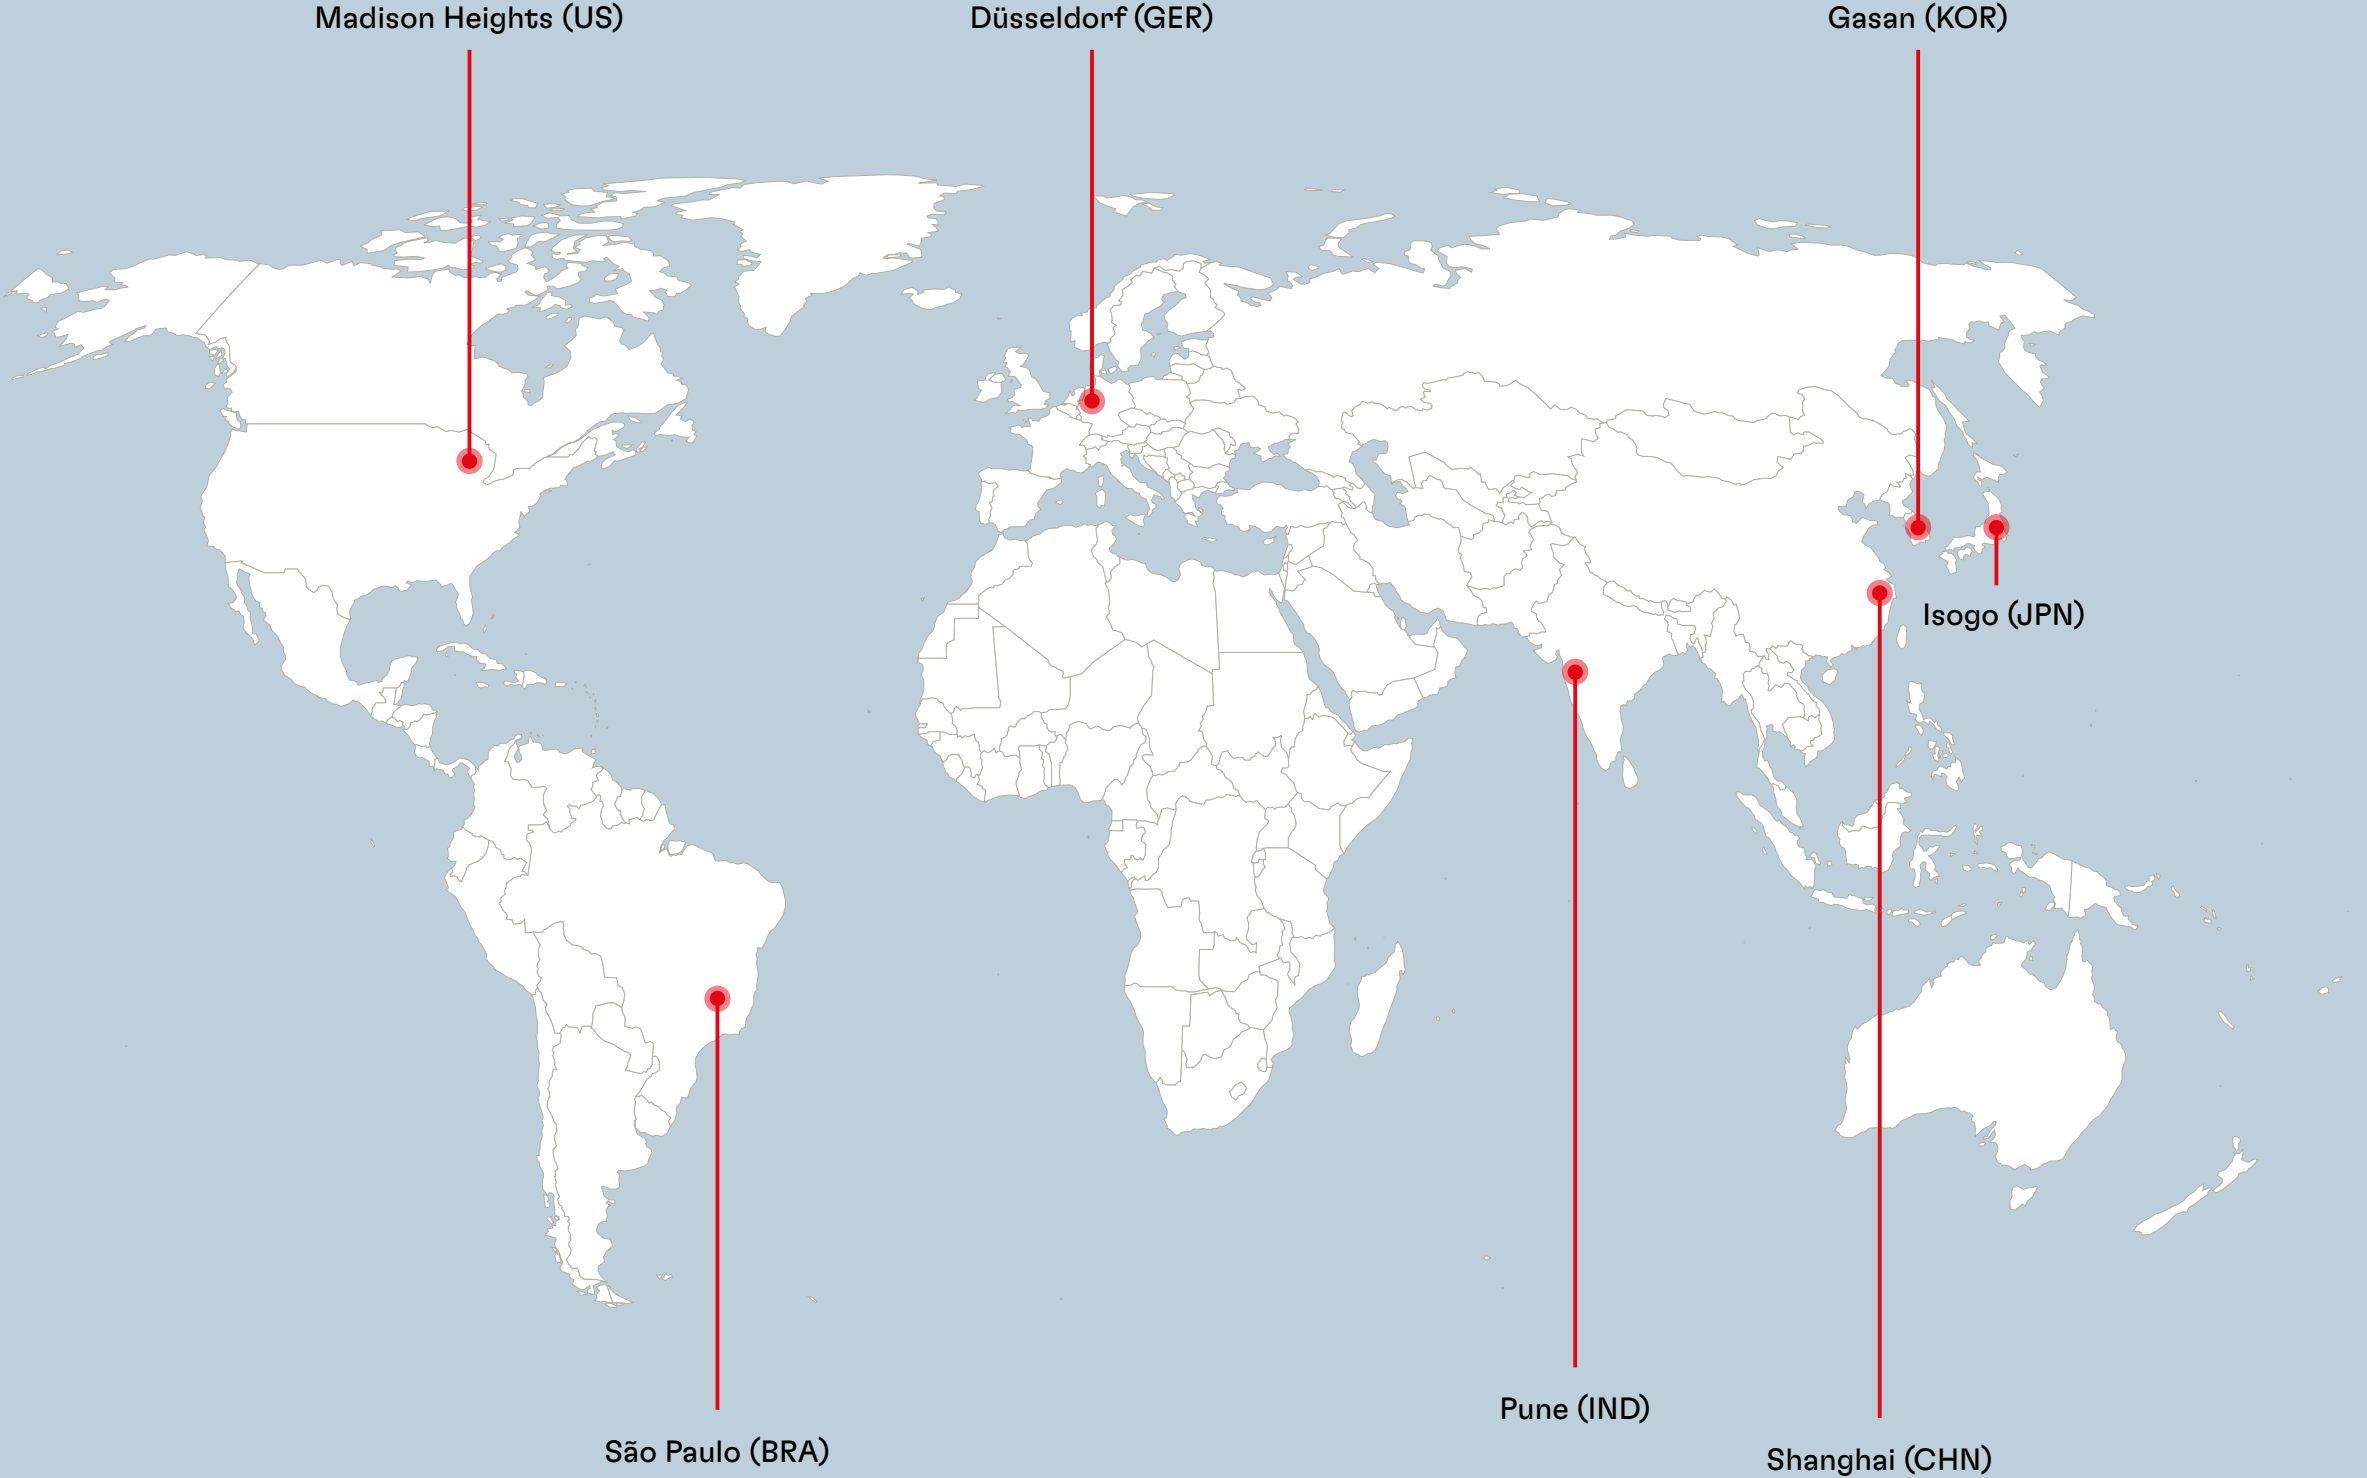 Madison Heights (US)
Düsseldorf (GER)
Gasan (KOR)
Isogo (JPN)
Pune (IND)
São Paulo (BRA)
Shanghai (CHN)